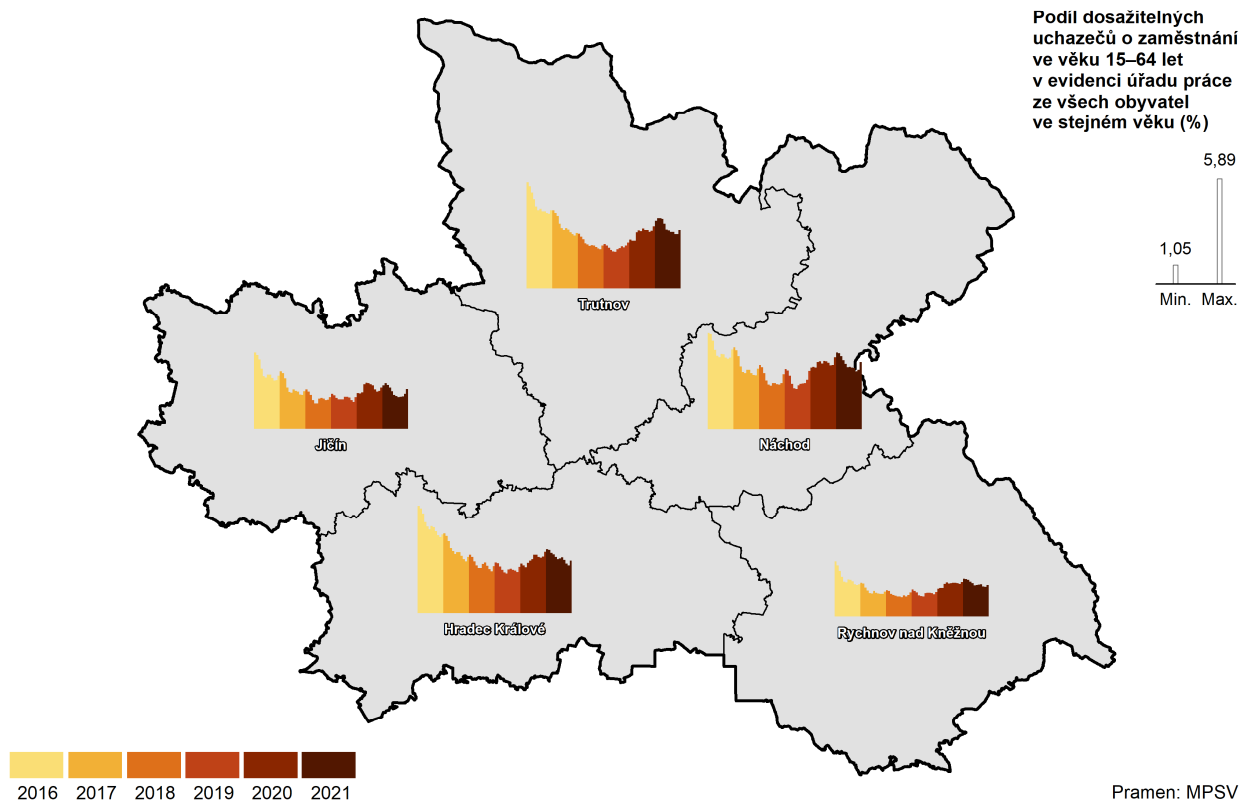 Podíl dosažitelných
uchazečů o zaměstnání
ve věku 15–64 let
v evidenci úřadu práce
ze všech obyvatel
ve stejném věku (%)
5,89
1,05
Min. Max.
Trutnov
Jičín
Náchod
Hradec Králové
Rychnov nad Kněžnou
2016 2017 2018 2019 2020 2021
Pramen: MPSV